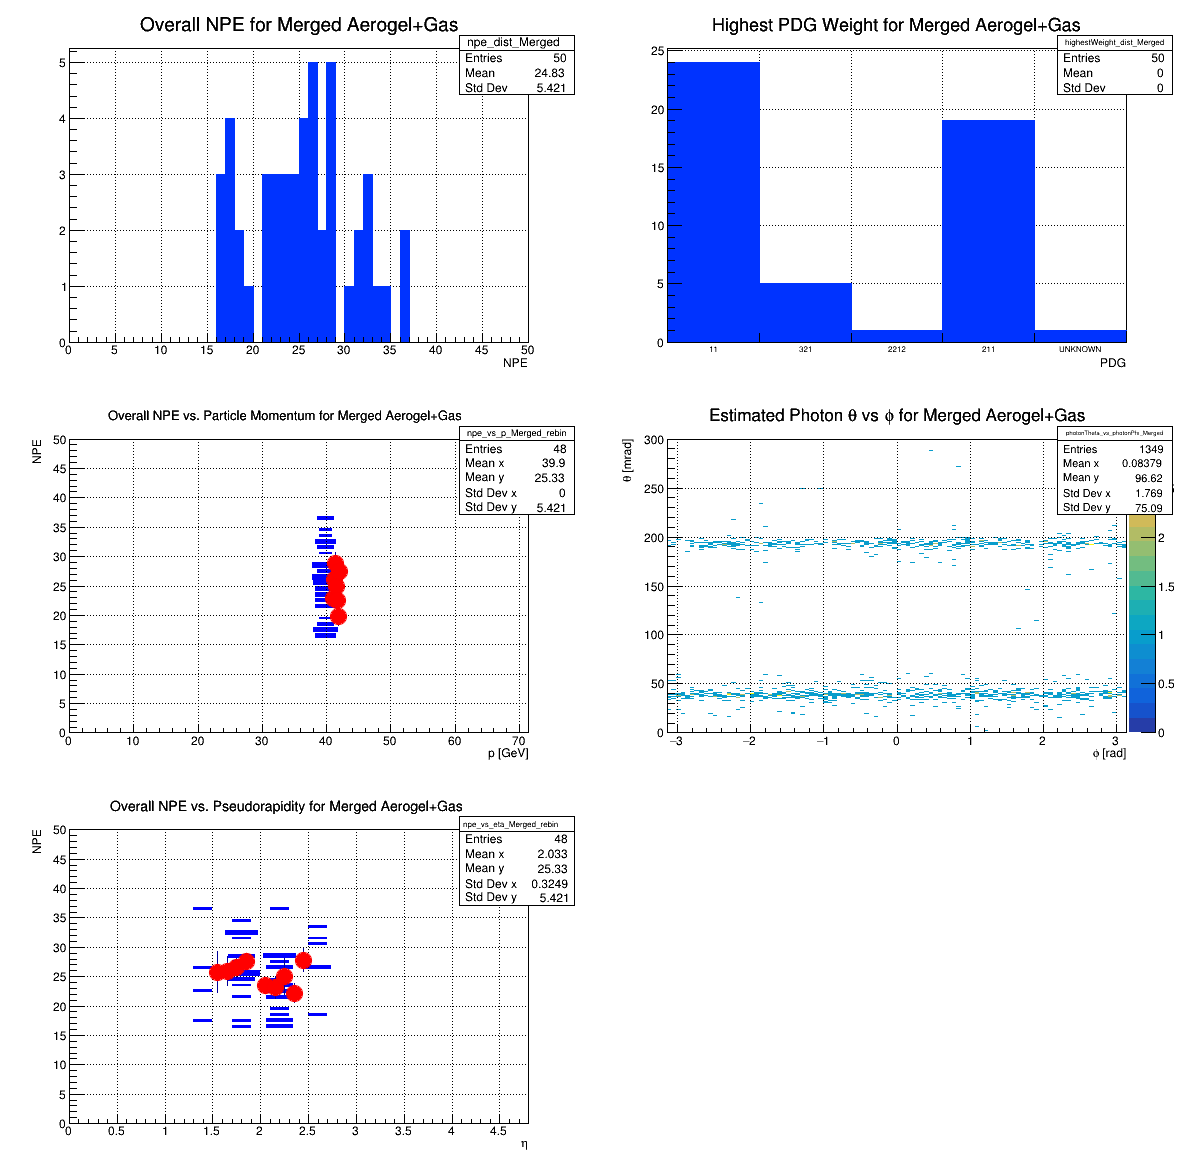 Overall NPE for Merged Aerogel+Gas
npe_dist_Merged
Entries 50
Mean 24.83
Std Dev 5.421
5
4
3
2
1
0
0 5 10 15 20 25 30 35 40 45 50
NPE
Highest PDG Weight for Merged Aerogel+Gas
highestWeight_dist_Merged
Entries 50
Mean 0
Std Dev 0
25
20
15
10
5
0
11 321 2212 211 UNKNOWN
PDG
Overall NPE vs. Particle Momentum for Merged Aerogel+Gas
npe_vs_p_Merged_rebin
Entries 48
Mean x 39.9
Mean y 25.33
Std Dev x 0
Std Dev y 5.421
NPE
50
45
40
35
30
25
20
15
10
5
0
0 10 20 30 40 50 60 70
p [GeV]
Estimated Photon θ vs ϕ for Merged Aerogel+Gas
photonTheta_vs_photonPhi_Merged
Entries 1349
Mean x 0.08379
Mean y 96.62
Std Dev x 1.769
Std Dev y 75.09
θ [mrad]
300
250
200
150
100
50
0
−3 −2 −1 0 1 2 3
ϕ [rad]
2
1.5
1
0.5
0
Overall NPE vs. Pseudorapidity for Merged Aerogel+Gas
npe_vs_eta_Merged_rebin
Entries 48
Mean x 2.033
Mean y 25.33
Std Dev x 0.3249
Std Dev y 5.421
NPE
50
45
40
35
30
25
20
15
10
5
0
0 0.5 1 1.5 2 2.5 3 3.5 4 4.5
η